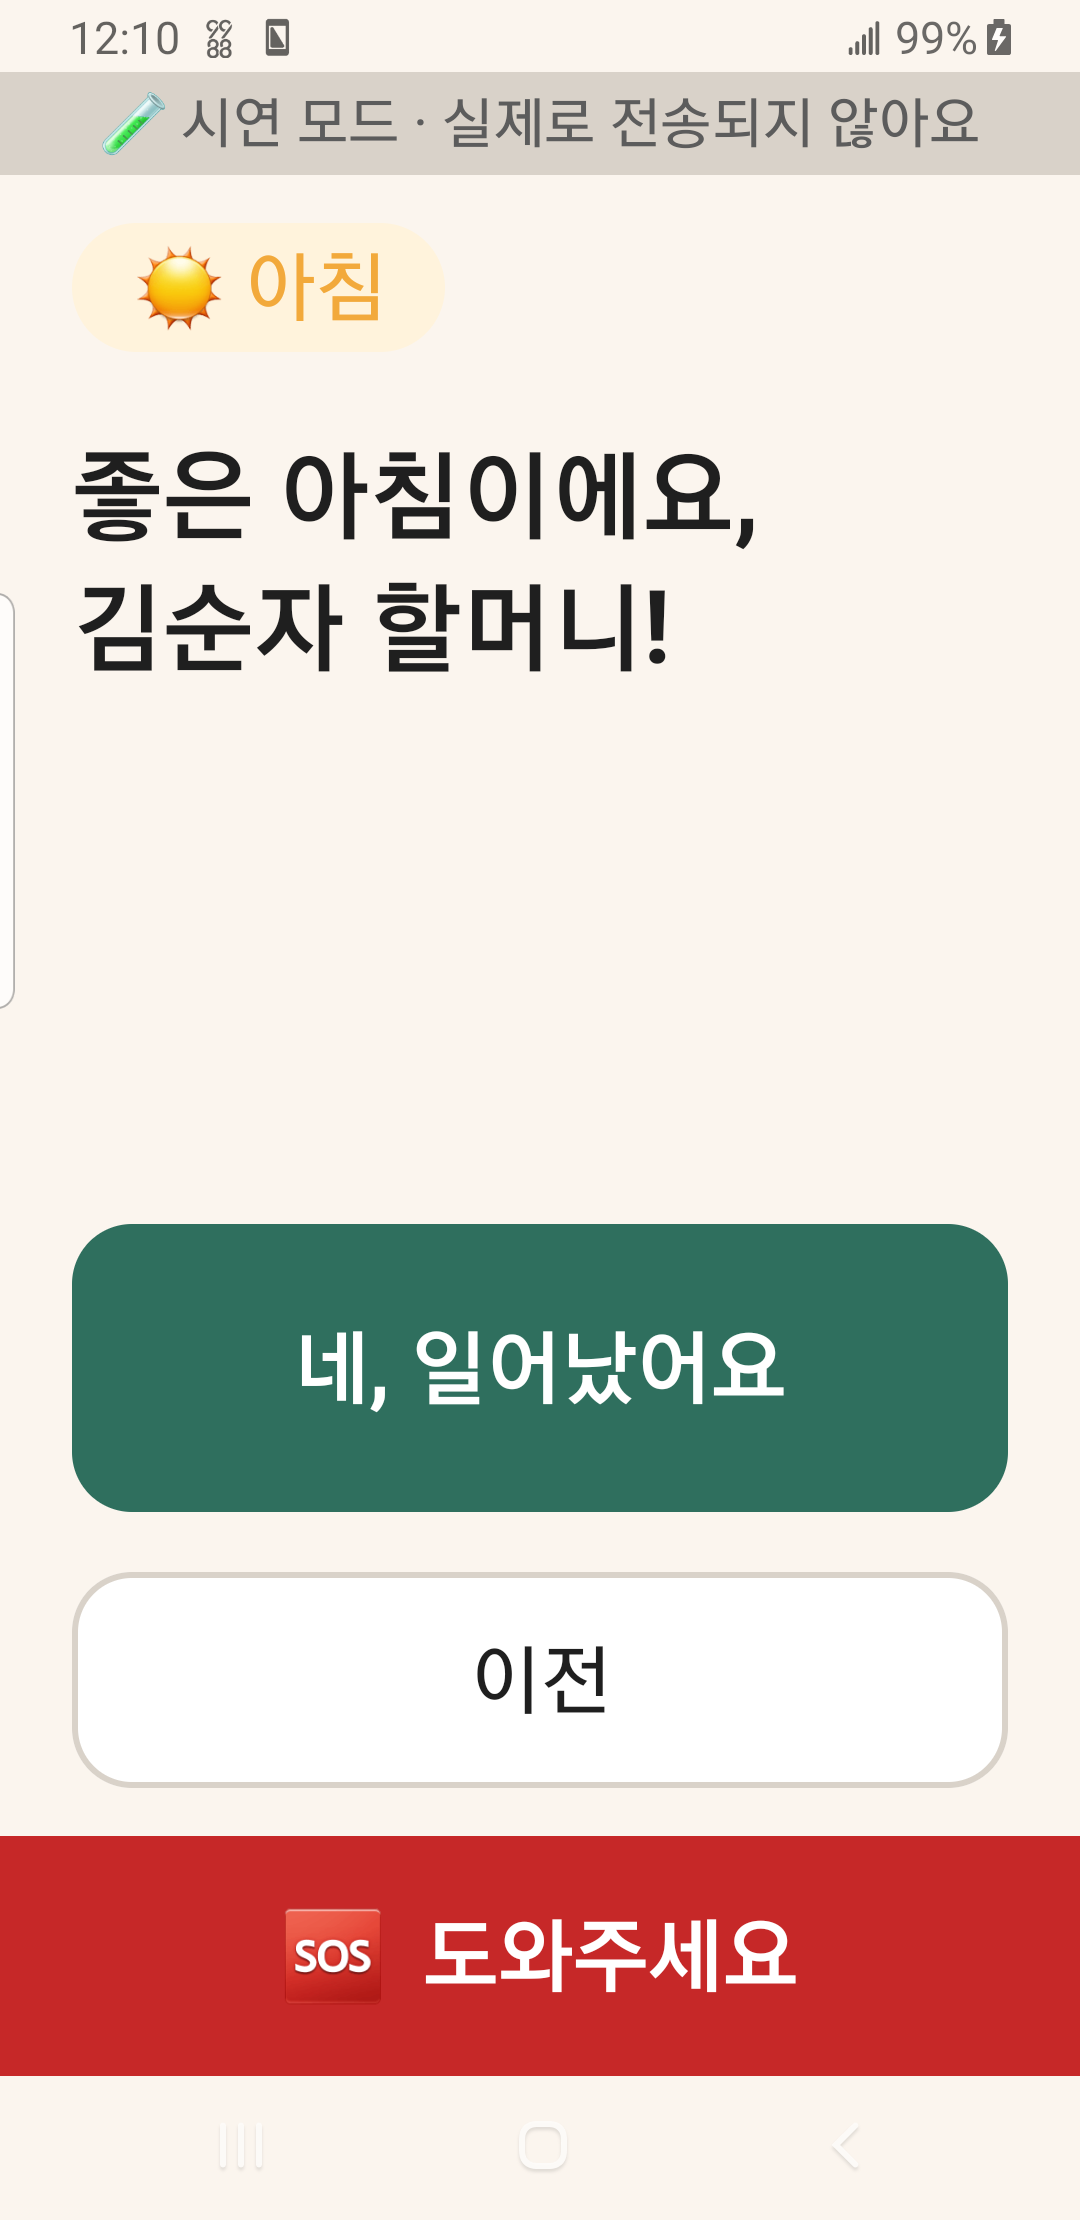 12:10 99 88 99%
시연 모드 · 실제로 전송되지 않아요
아침
좋은 아침이에요,
김순자 할머니!
네, 일어났어요
이전
SOS 도와주세요